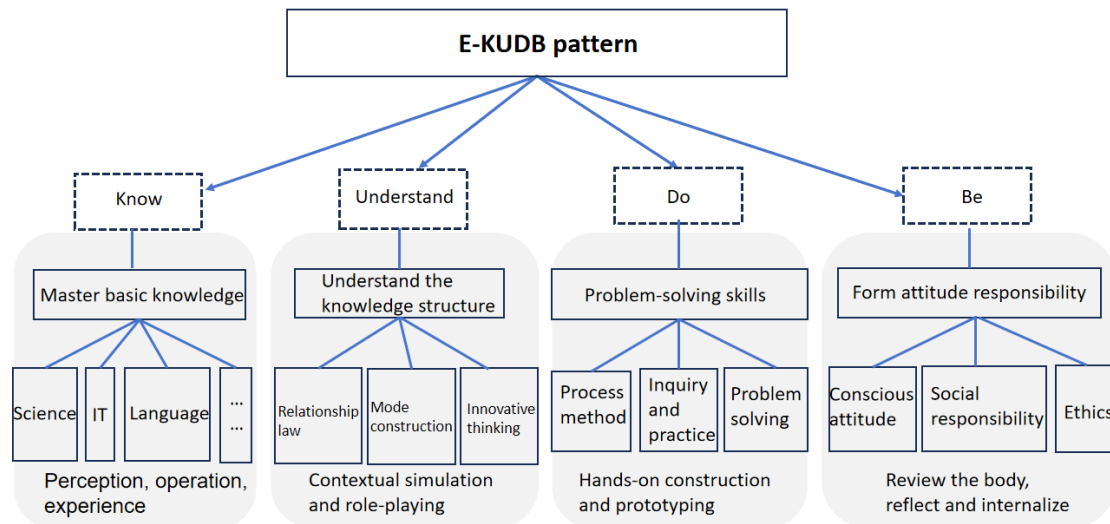 E-KUDB pattern
Know
Understand
Do
Be
Master basic knowledge
Understand the
knowledge structure
Problem-solving skills
Form attitude responsibility
Science
IT
Language
...
...
Relationship
law
Mode
construction
Innovative
thinking
Process
method
Inquiry
and
practice
Problem
solving
Conscious
attitude
Social
responsibility
Ethics
Perception, operation,
experience
Contextual simulation
and role-playing
Hands-on construction
and prototyping
Review the body,
reflect and internalize